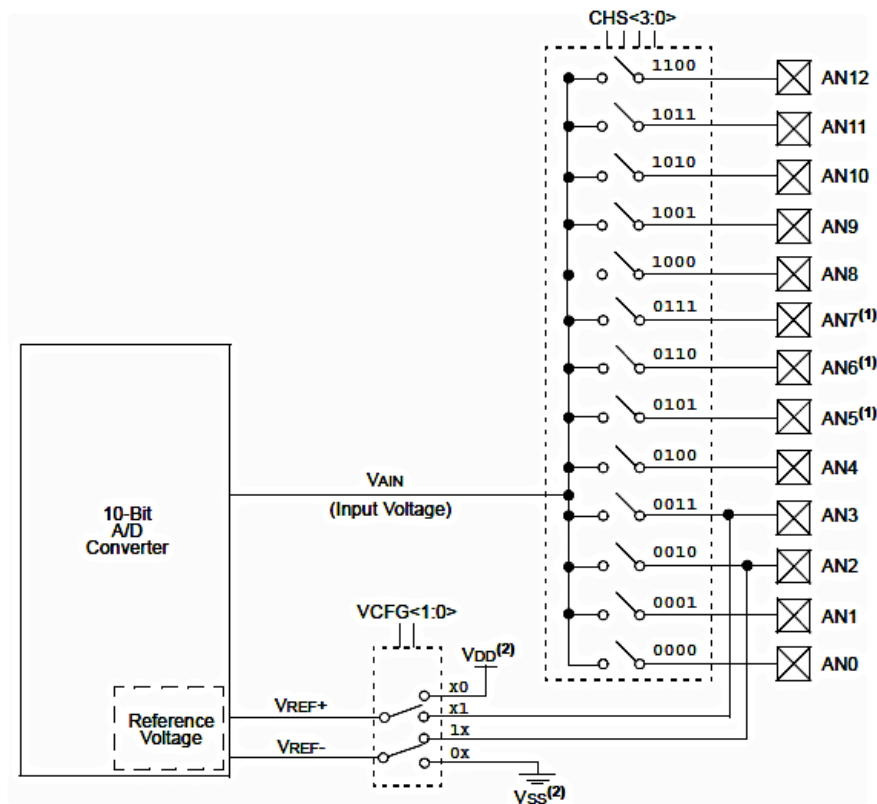 CHS<3:0>
1100 AN12
1011 AN11
1010 AN10
1001 AN9
1000 AN8
0111 AN7(1)
0110 AN6(1)
0101 AN5(1)
0100 AN4
VAIN
(Input Voltage)
0011 AN3
10-Bit
A/D
Converter
0010 AN2
VCFG<1:0>
0001 AN1
VDD(2)
0000 AN0
x0
VREF+
x1
Reference
Voltage
1x
VREF-
0x
VSS(2)